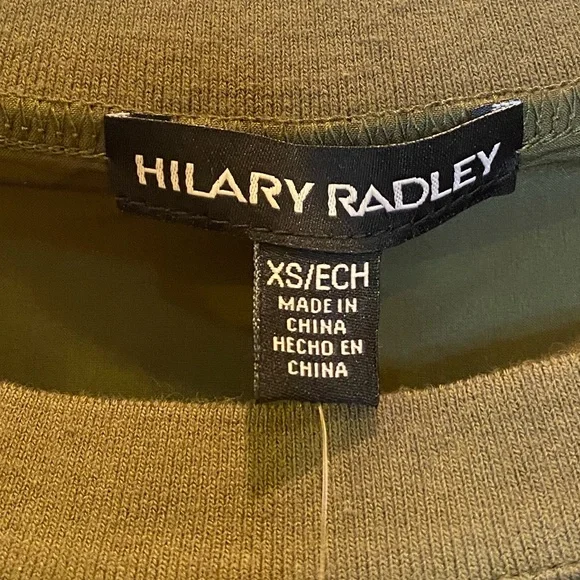 HILARY RADLEY
XS/ECH
MADE IN
CHINA
HECHO EN
CHINA